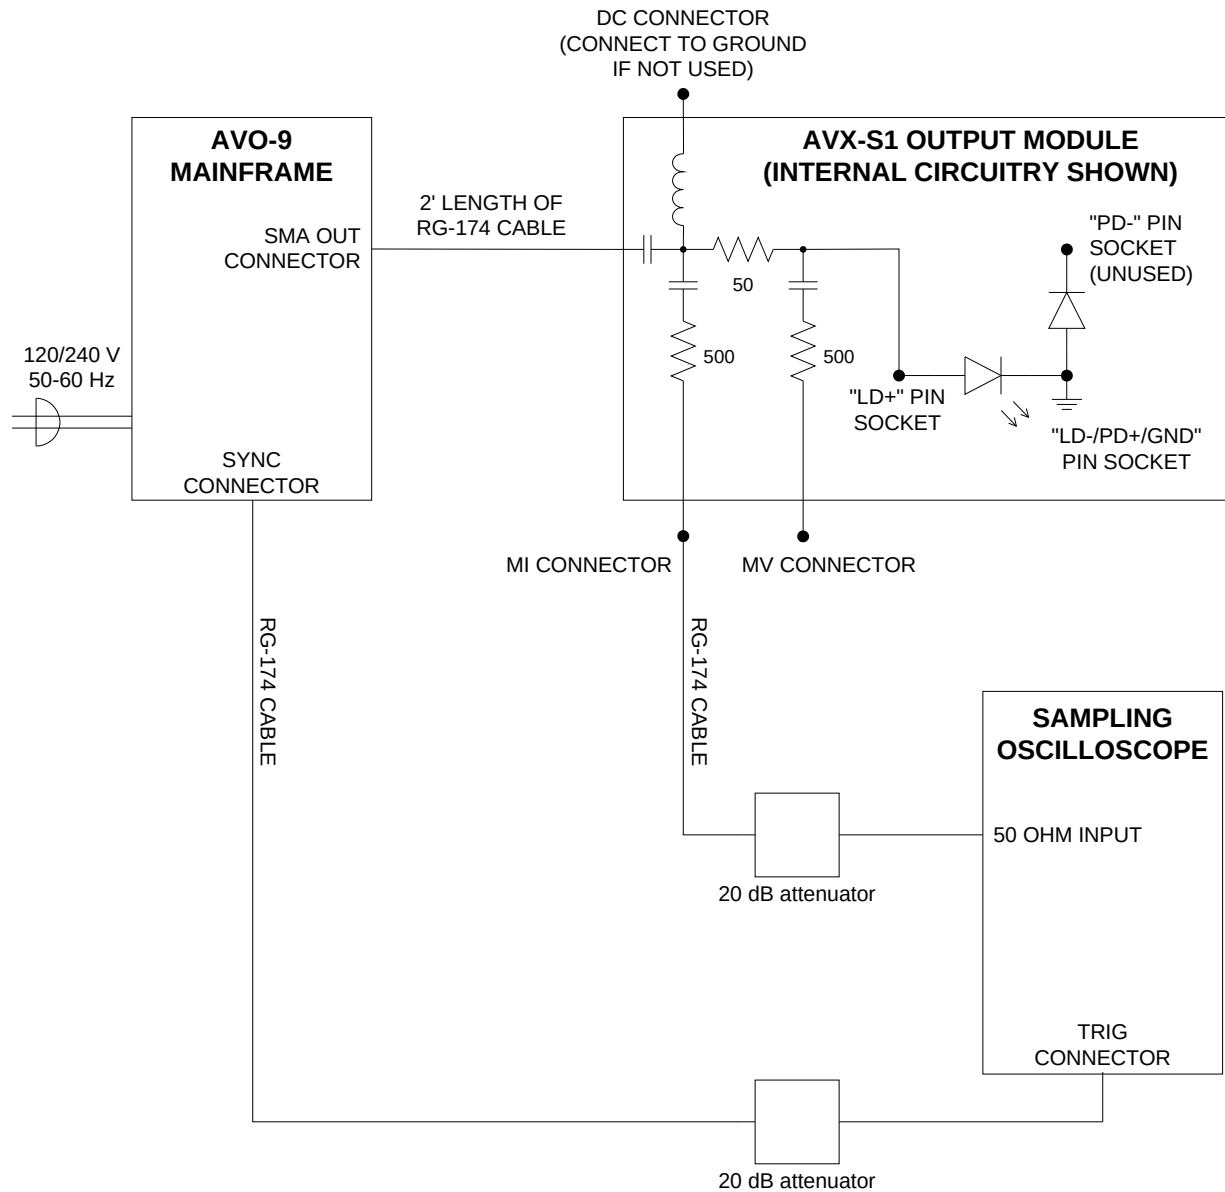 DC CONNECTOR
(CONNECT TO GROUND
IF NOT USED)
AVO-9
MAINFRAME
AVX-S1 OUTPUT MODULE
(INTERNAL CIRCUITRY SHOWN)
2' LENGTH OF
RG-174 CABLE
SMA OUT
CONNECTOR
"PD-" PIN
SOCKET
(UNUSED)
50
500
500
120/240 V
50-60 Hz
"LD+" PIN
SOCKET
"LD-/PD+/GND"
PIN SOCKET
SYNC
CONNECTOR
MI CONNECTOR
MV CONNECTOR
RG-174 CABLE
RG-174 CABLE
SAMPLING
OSCILLOSCOPE
50 OHM INPUT
20 dB attenuator
TRIG
CONNECTOR
20 dB attenuator